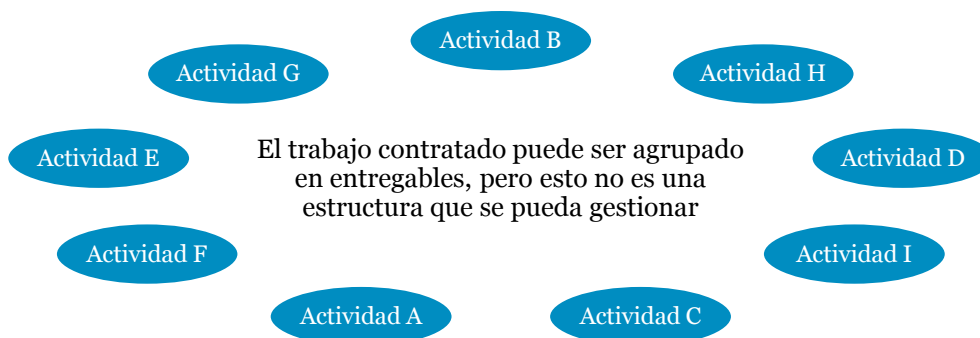 Actividad B
Actividad G
Actividad H
El trabajo contratado puede ser agrupado
en entregables, pero esto no es una
estructura que se pueda gestionar
Actividad E
Actividad D
Actividad F
Actividad I
Actividad A
Actividad C